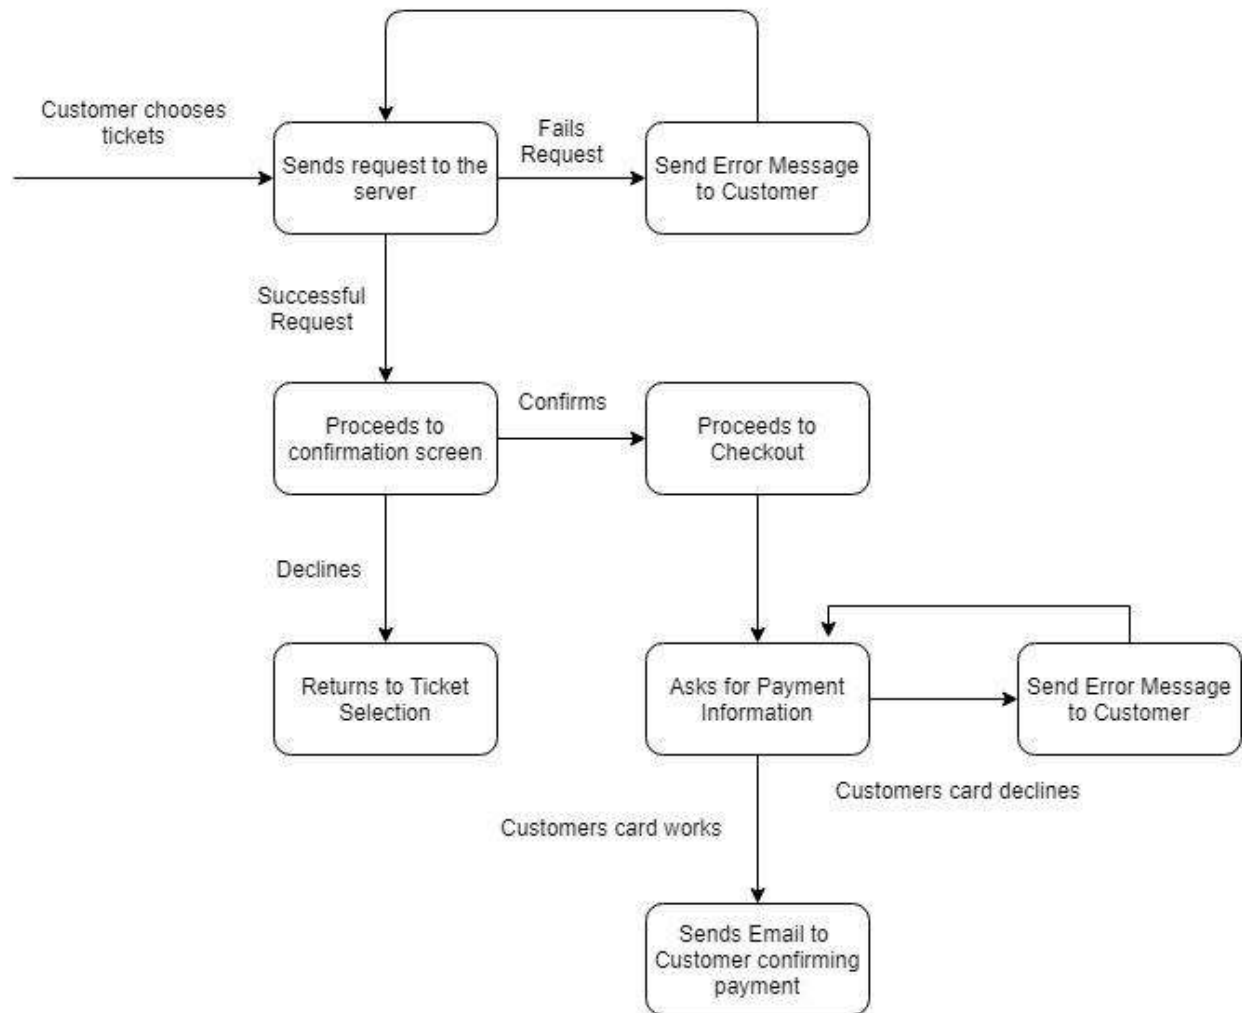 Customer chooses
tickets
Sends request to the
server
Fails
Request
Send Error Message
to Customer
Successful
Request
Proceeds to
confirmation screen
Confirms
Proceeds to
Checkout
Declines
Returns to Ticket
Selection
Asks for Payment
Information
Send Error Message
to Customer
Customers card declines
Customers card works
Sends Email to
Customer confirming
payment